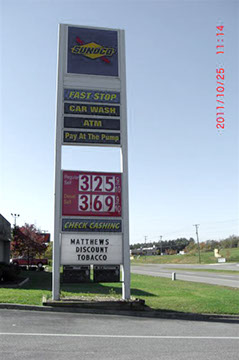 SUNOCO
FAST STOP
CAR WASH
ATM
Pay At The Pump
325
369
CHECK CASHING
MATTHEWS
DISCOUNT
TOBACCO
2011/10/25 11:14